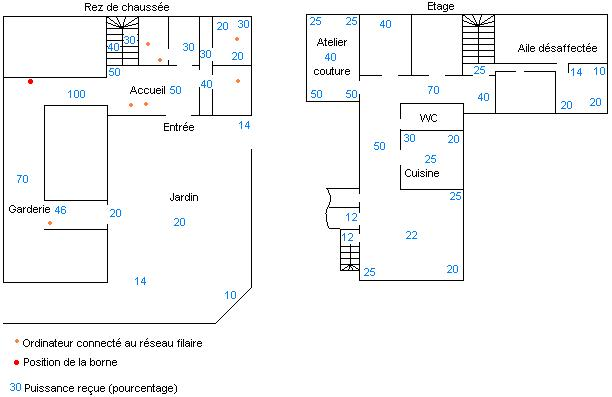 Rez de chaussée
Etage
20 30
40 30 30
30 20
50
100
Accueil
50
40
Entrée
14
70
Garderie
46
20
Jardin
20
14
10
25 25
40
Atelier
40
couture
50 50
Aile désaffectée
25
14 10
70
40
20 20
WC
50
30 20
25
Cuisine
25
12
12
22
25
20
Ordinateur connecté au réseau filaire
Position de la borne
30 Puissance reçue (pourcentage)